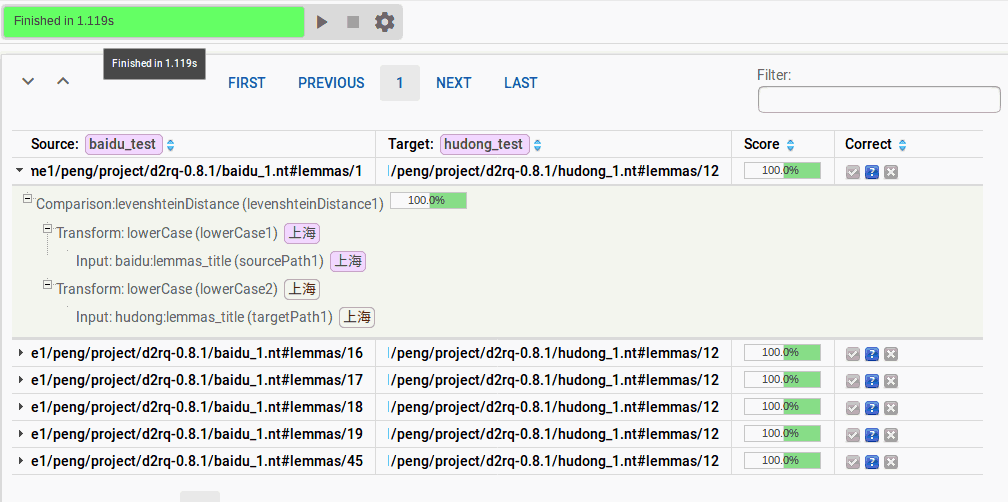 Finished in 1.119s
Finished in 1.119s
FIRST PREVIOUS 1 NEXT LAST
Filter:
Source: baidu_test Target: hudong_test Score Correct
me1/peng/project/d2rq-0.8.1/baidu_1.nt#lemmas/1 /peng/project/d2rq-0.8.1/hudong_1.nt#lemmas/12 100.0%
Comparison:levenshteinDistance (levenshteinDistance1) 100.0%
Transform: lowerCase (lowerCase1) 上海
Input: baidu:lemmas_title (sourcePath1) 上海
Transform: lowerCase (lowerCase2) 上海
Input: hudong:lemmas_title (targetPath1) 上海
e1/peng/project/d2rq-0.8.1/baidu_1.nt#lemmas/16 /peng/project/d2rq-0.8.1/hudong_1.nt#lemmas/12 100.0%
e1/peng/project/d2rq-0.8.1/baidu_1.nt#lemmas/17 /peng/project/d2rq-0.8.1/hudong_1.nt#lemmas/12 100.0%
e1/peng/project/d2rq-0.8.1/baidu_1.nt#lemmas/18 /peng/project/d2rq-0.8.1/hudong_1.nt#lemmas/12 100.0%
e1/peng/project/d2rq-0.8.1/baidu_1.nt#lemmas/19 /peng/project/d2rq-0.8.1/hudong_1.nt#lemmas/12 100.0%
e1/peng/project/d2rq-0.8.1/baidu_1.nt#lemmas/45 /peng/project/d2rq-0.8.1/hudong_1.nt#lemmas/12 100.0%